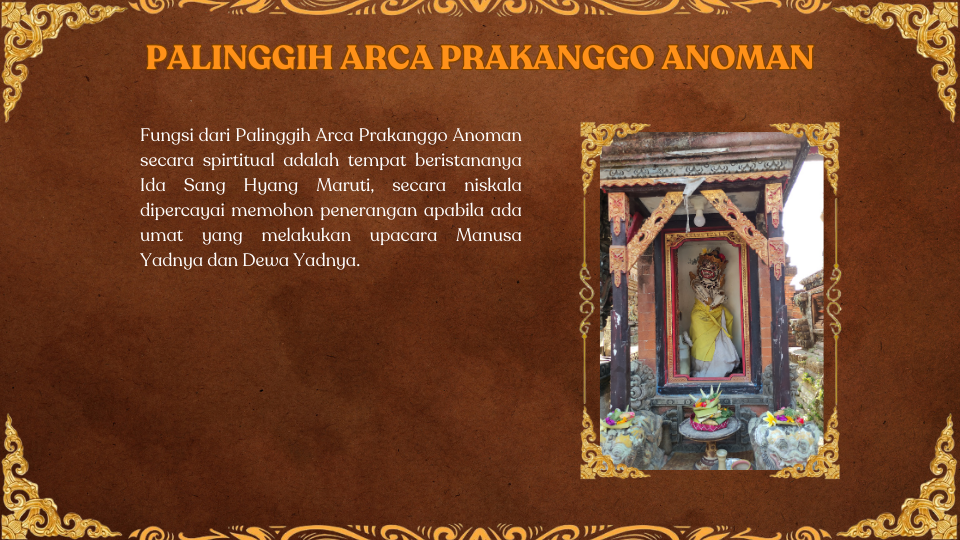 PALINGGIH ARCA PRAKANGGO ANOMAN
Fungsi dari Palinggih Arca Prakanggo Anoman
secara spirtitual adalah tempat beristananya
Ida Sang Hyang Maruti, secara niskala
dipercayai memohon penerangan apabila ada
umat yang melakukan upacara Manusa
Yadnya dan Dewa Yadnya.